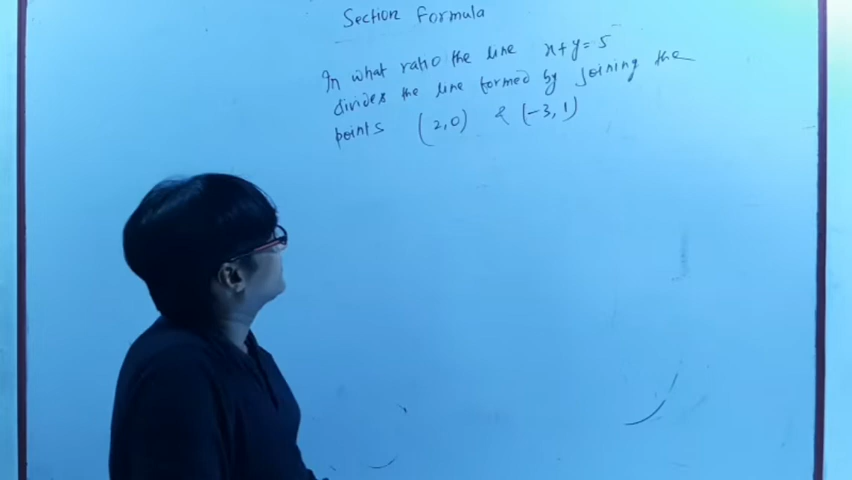 Section Formula
In what ratio the line x+y=5
divides the line formed by joining the
points (2,0) & (-3,1)